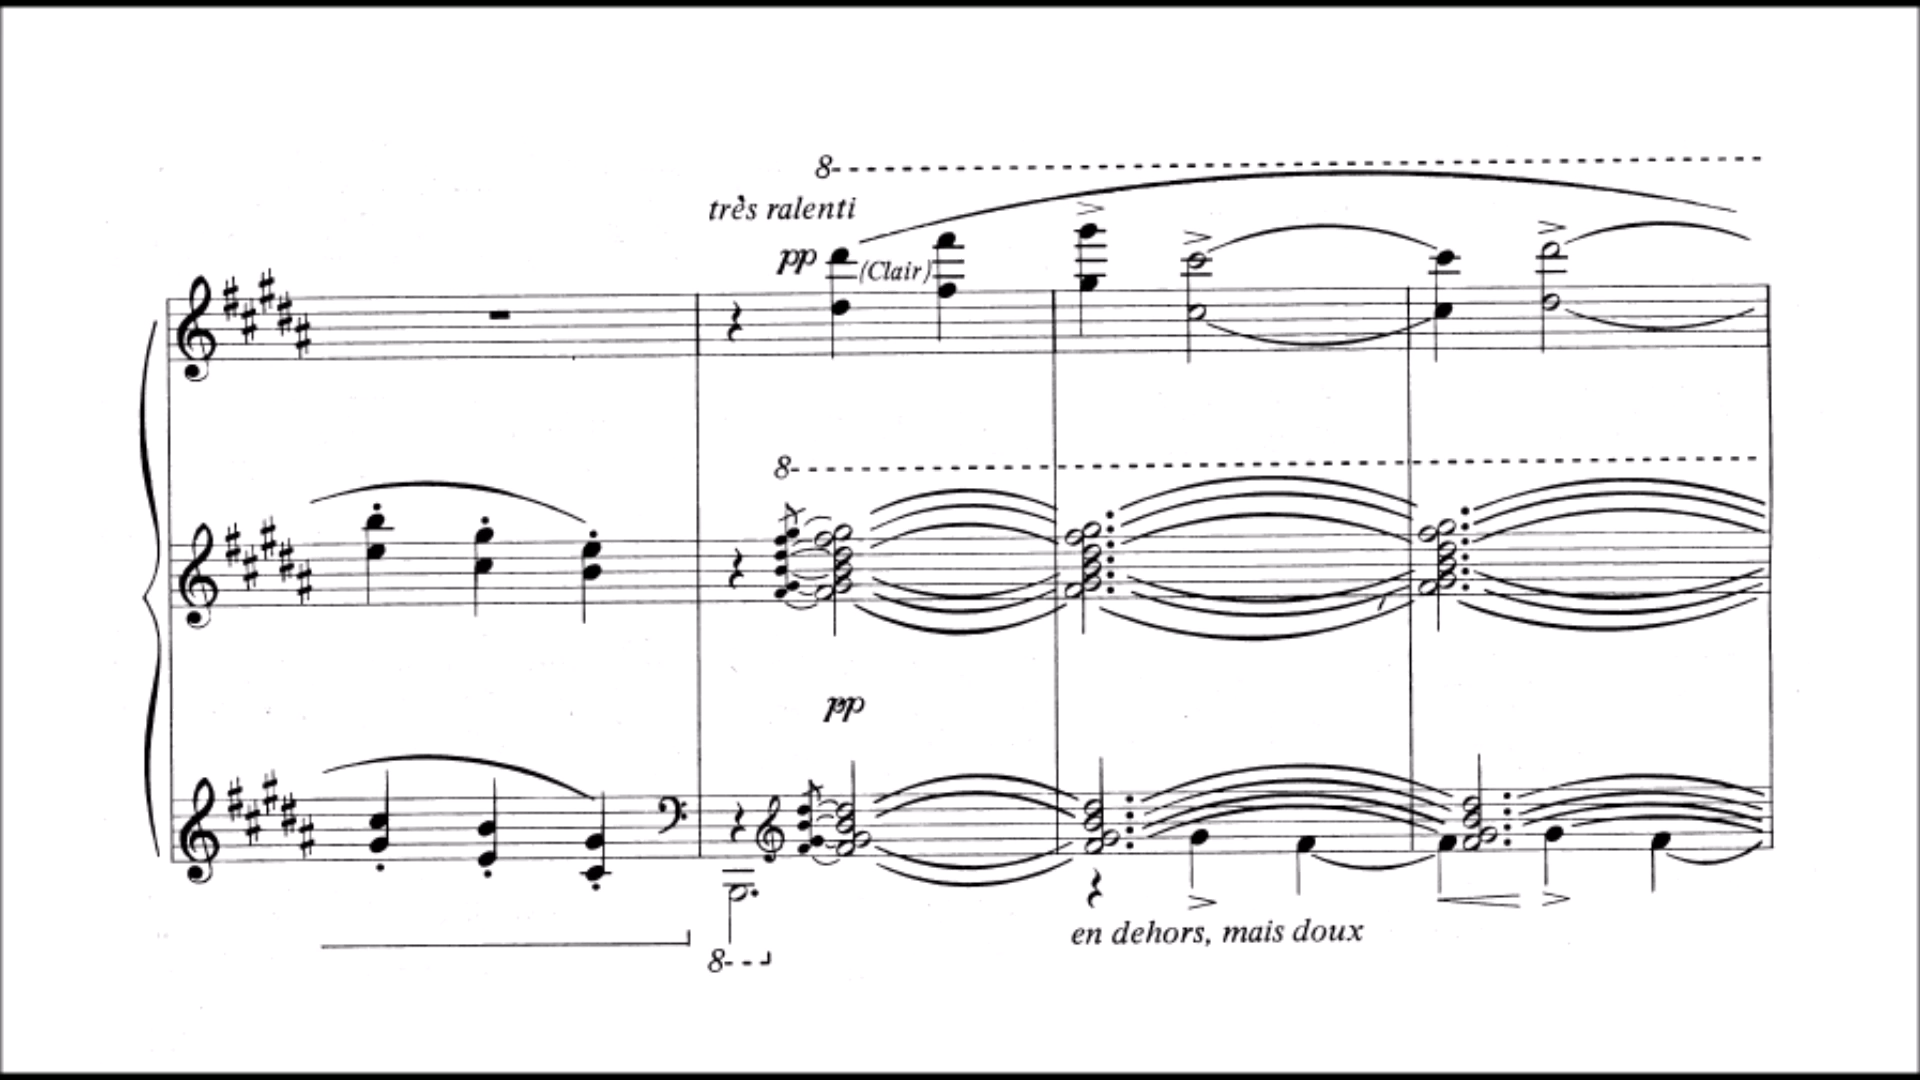 8
très ralenti
pp
(Clair)
8
pp
8
en dehors, mais doux